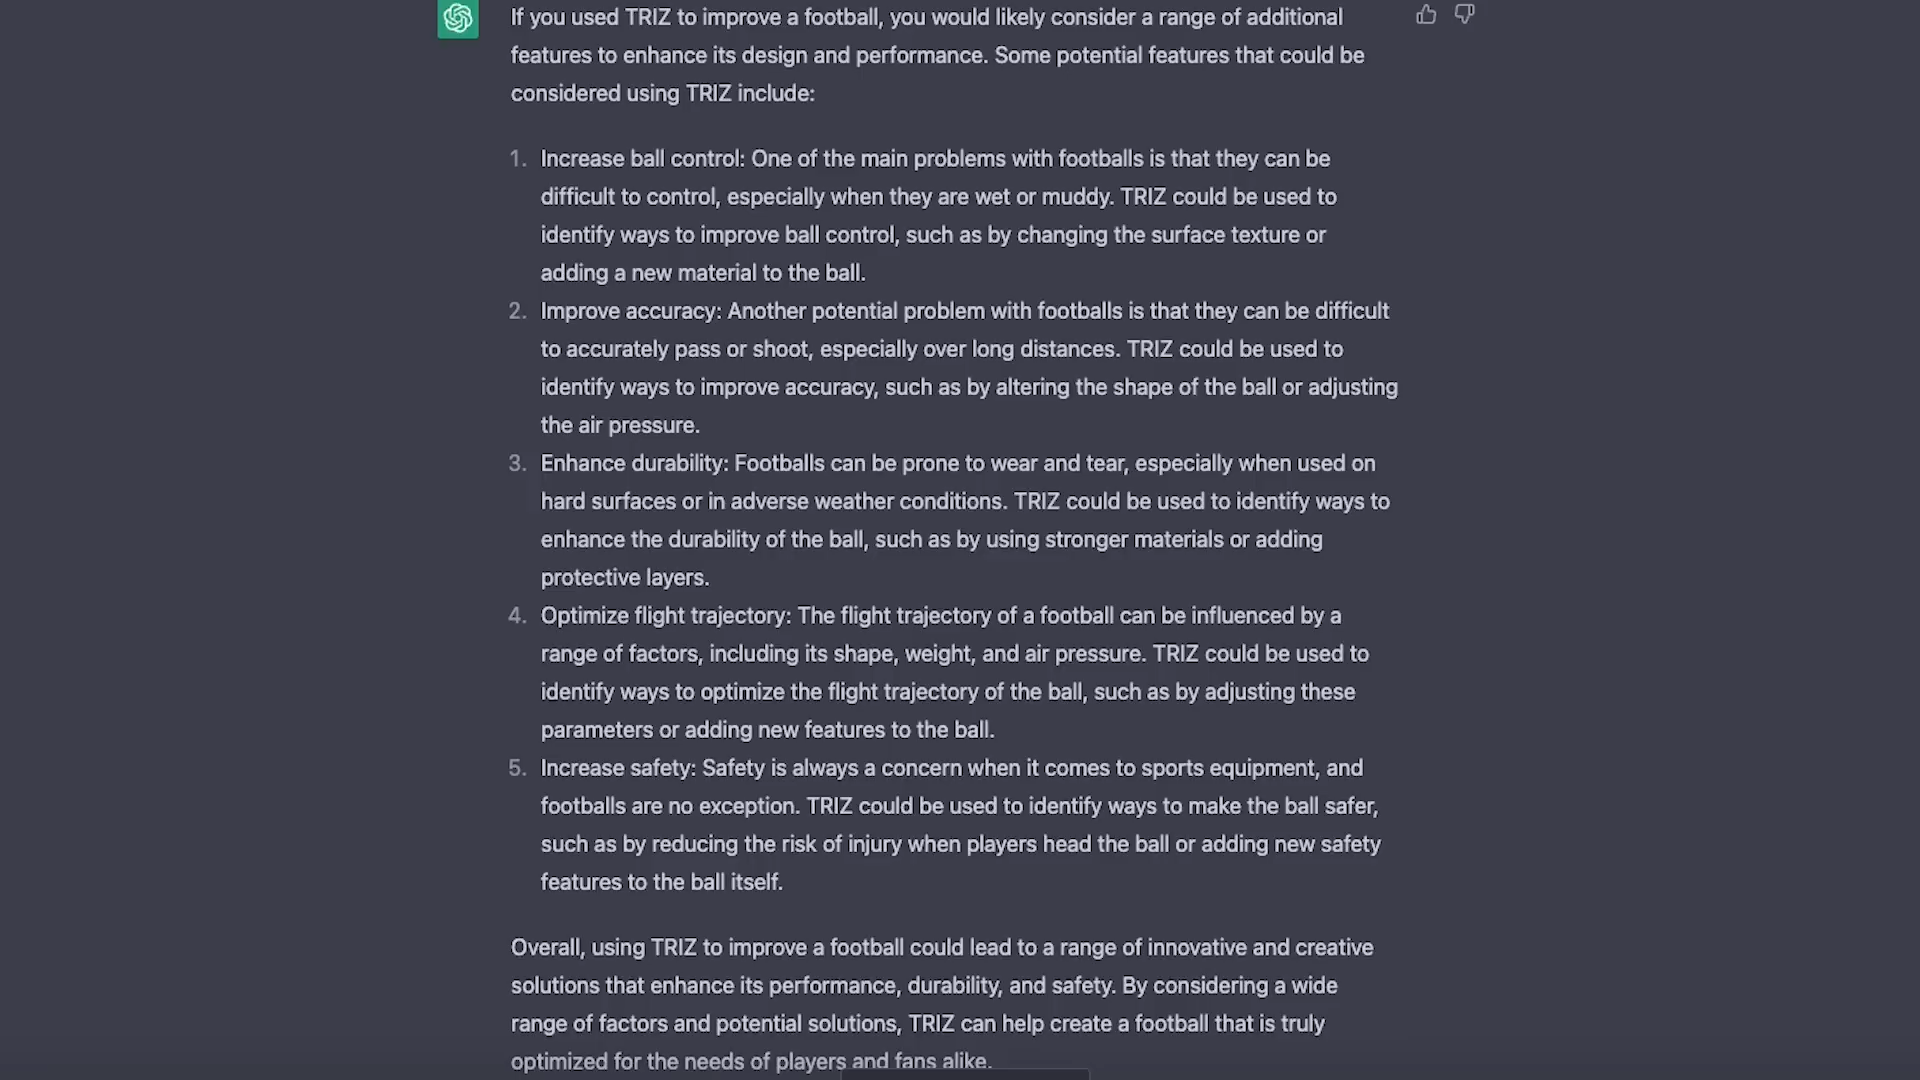 If you used TRIZ to improve a football, you would likely consider a range of additional
features to enhance its design and performance. Some potential features that could be
considered using TRIZ include:
1. Increase ball control: One of the main problems with footballs is that they can be
difficult to control, especially when they are wet or muddy. TRIZ could be used to
identify ways to improve ball control, such as by changing the surface texture or
adding a new material to the ball.
2. Improve accuracy: Another potential problem with footballs is that they can be difficult
to accurately pass or shoot, especially over long distances. TRIZ could be used to
identify ways to improve accuracy, such as by altering the shape of the ball or adjusting
the air pressure.
3. Enhance durability: Footballs can be prone to wear and tear, especially when used on
hard surfaces or in adverse weather conditions. TRIZ could be used to identify ways to
enhance the durability of the ball, such as by using stronger materials or adding
protective layers.
4. Optimize flight trajectory: The flight trajectory of a football can be influenced by a
range of factors, including its shape, weight, and air pressure. TRIZ could be used to
identify ways to optimize the flight trajectory of the ball, such as by adjusting these
parameters or adding new features to the ball.
5. Increase safety: Safety is always a concern when it comes to sports equipment, and
footballs are no exception. TRIZ could be used to identify ways to make the ball safer,
such as by reducing the risk of injury when players head the ball or adding new safety
features to the ball itself.
Overall, using TRIZ to improve a football could lead to a range of innovative and creative
solutions that enhance its performance, durability, and safety. By considering a wide
range of factors and potential solutions, TRIZ can help create a football that is truly
optimized for the needs of players and fans alike.